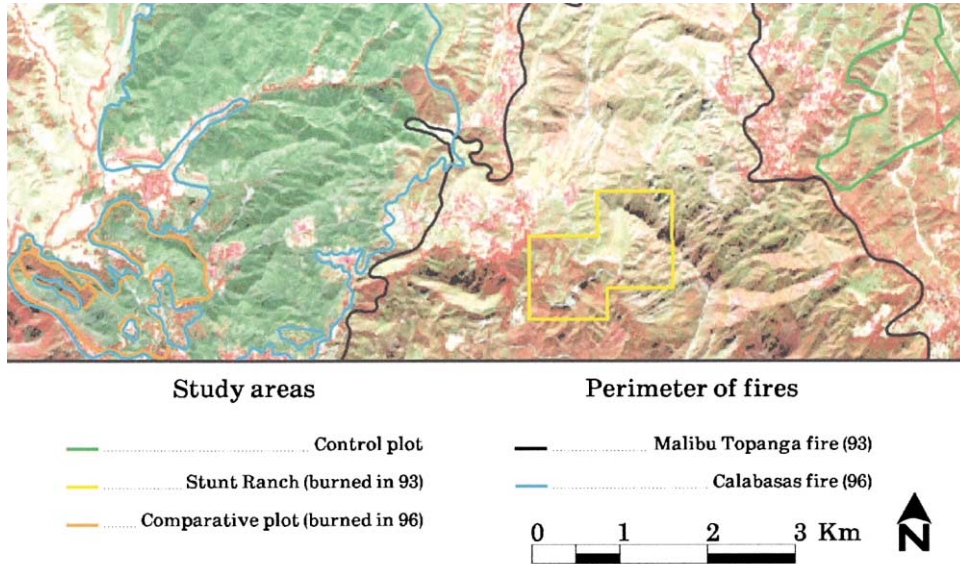 Study areas
Control plot
Stunt Ranch (burned in 93)
Comparative plot (burned in 96)
Perimeter of fires
Malibu Topanga fire (93)
Calabasas fire (96)
0 1 2 3 Km
N